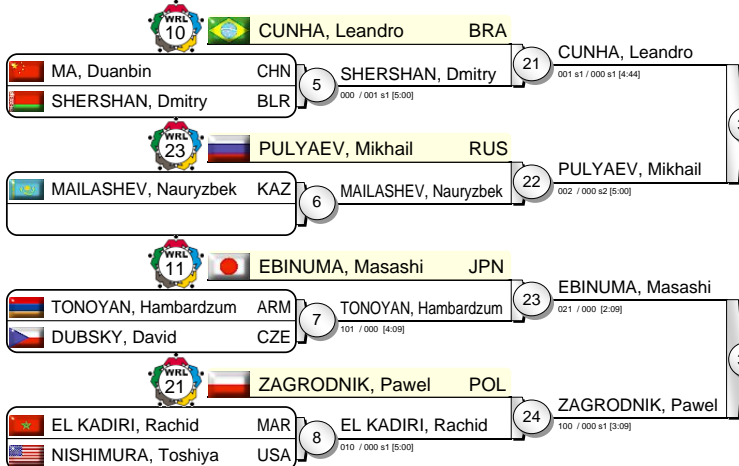 WRL
10
CUNHA, Leandro BRA
MA, Duanbin CHN
SHERSHAN, Dmitry BLR
5
SHERSHAN, Dmitry
000 / 001 s1 [5:00]
21
CUNHA, Leandro
001 s1 / 000 s1 [4:44]
WRL
23
PULYAEV, Mikhail RUS
MAILASHEV, Nauryzbek KAZ
6
MAILASHEV, Nauryzbek
22
PULYAEV, Mikhail
002 / 000 s2 [5:00]
WRL
11
EBINUMA, Masashi JPN
TONOYAN, Hambardzum ARM
DUBSKY, David CZE
7
TONOYAN, Hambardzum
101 / 000 [4:09]
23
EBINUMA, Masashi
021 / 000 [2:09]
WRL
21
ZAGRODNIK, Pawel POL
EL KADIRI, Rachid MAR
NISHIMURA, Toshiya USA
8
EL KADIRI, Rachid
010 / 000 s1 [5:00]
24
ZAGRODNIK, Pawel
100 / 000 s1 [3:09]